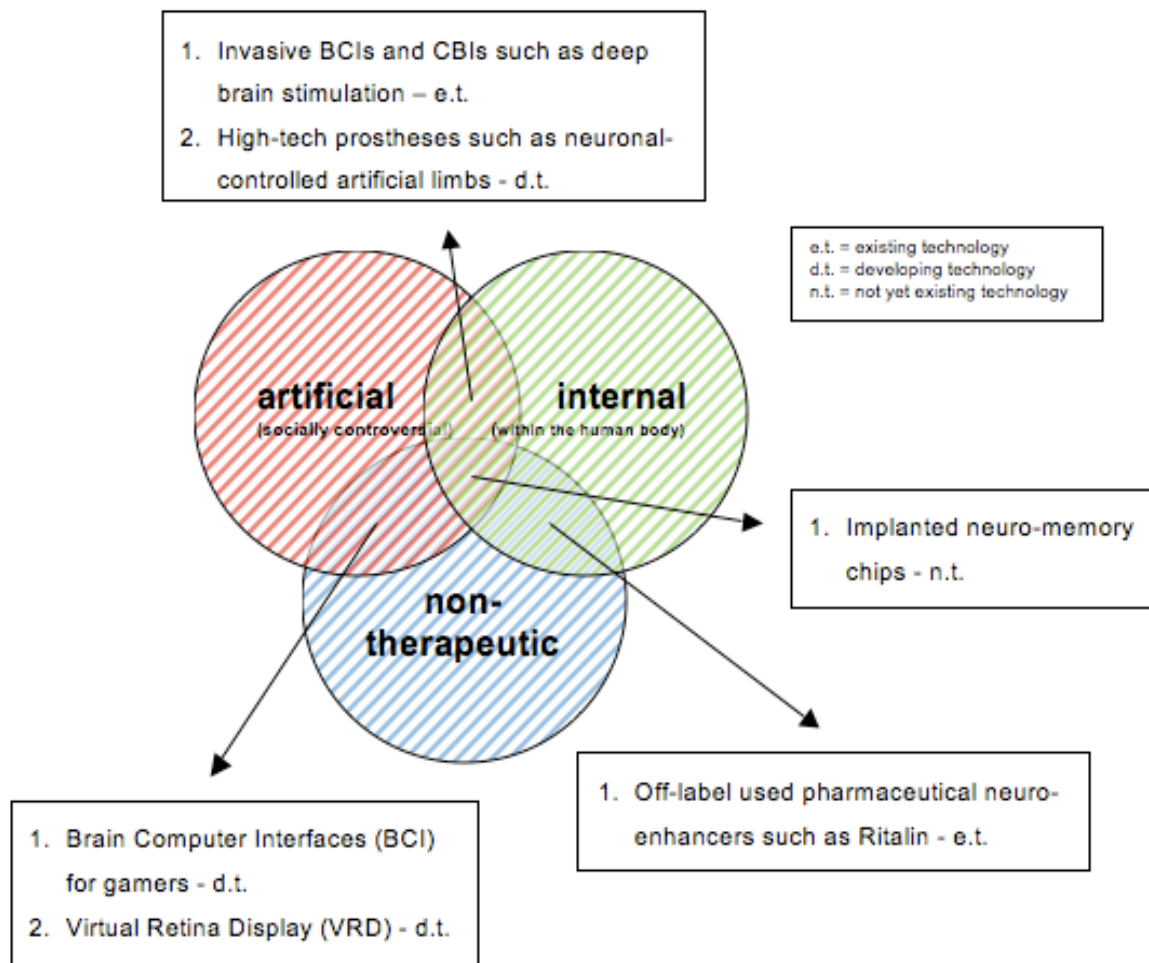 1. Invasive BCIs and CBIs such as deep
brain stimulation – e.t.
2. High-tech prostheses such as neuronal-
controlled artificial limbs - d.t.
e.t. = existing technology
d.t. = developing technology
n.t. = not yet existing technology
artificial
(socially controversial)
internal
(within the human body)
non-
therapeutic
1. Implanted neuro-memory
chips - n.t.
1. Off-label used pharmaceutical neuro-
enhancers such as Ritalin - e.t.
1. Brain Computer Interfaces (BCI)
for gamers - d.t.
2. Virtual Retina Display (VRD) - d.t.